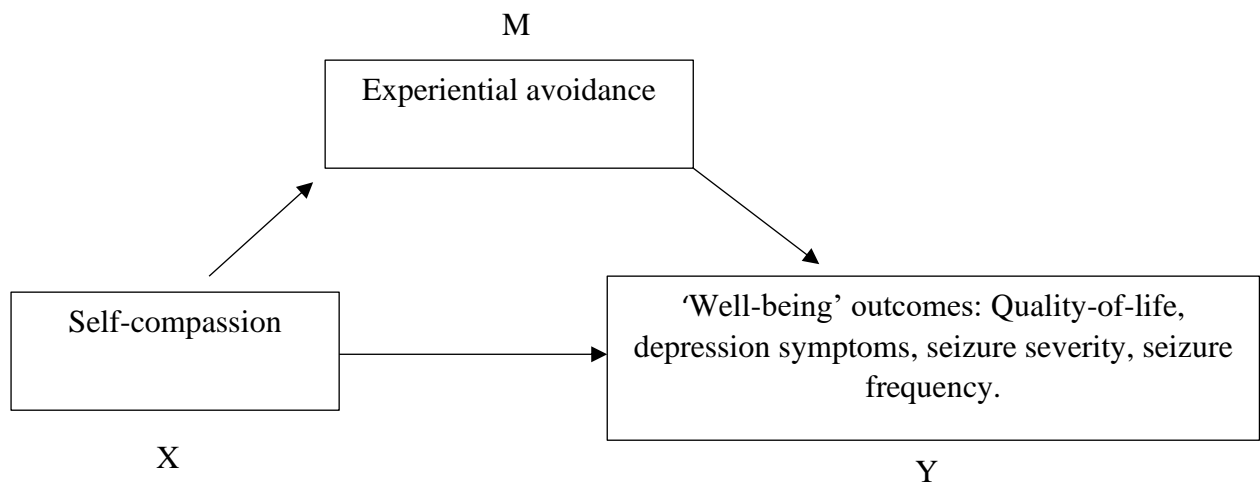 M
Experiential avoidance
Self-compassion
‘Well-being’ outcomes: Quality-of-life,
depression symptoms, seizure severity, seizure
frequency.
X
Y